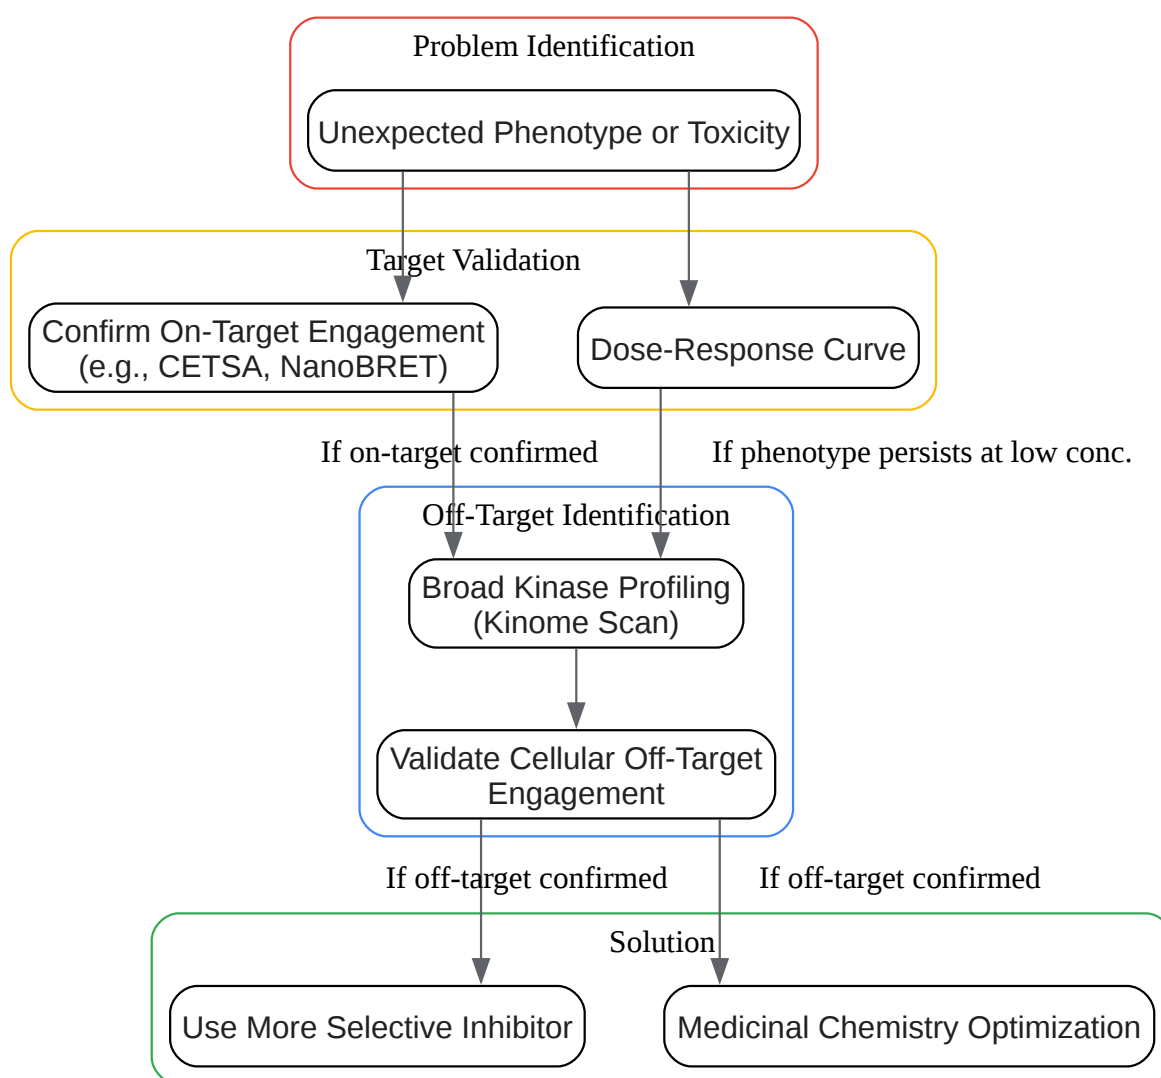 Problem Identification
Unexpected Phenotype or Toxicity
Target Validation
Confirm On-Target Engagement
(e.g., CETSA, NanoBRET)
Dose-Response Curve
If on-target confirmed
If phenotype persists at low conc.
Off-Target Identification
Broad Kinase Profiling
(Kinome Scan)
Validate Cellular Off-Target
Engagement
If off-target confirmed
If off-target confirmed
Solution
Use More Selective Inhibitor
Medicinal Chemistry Optimization